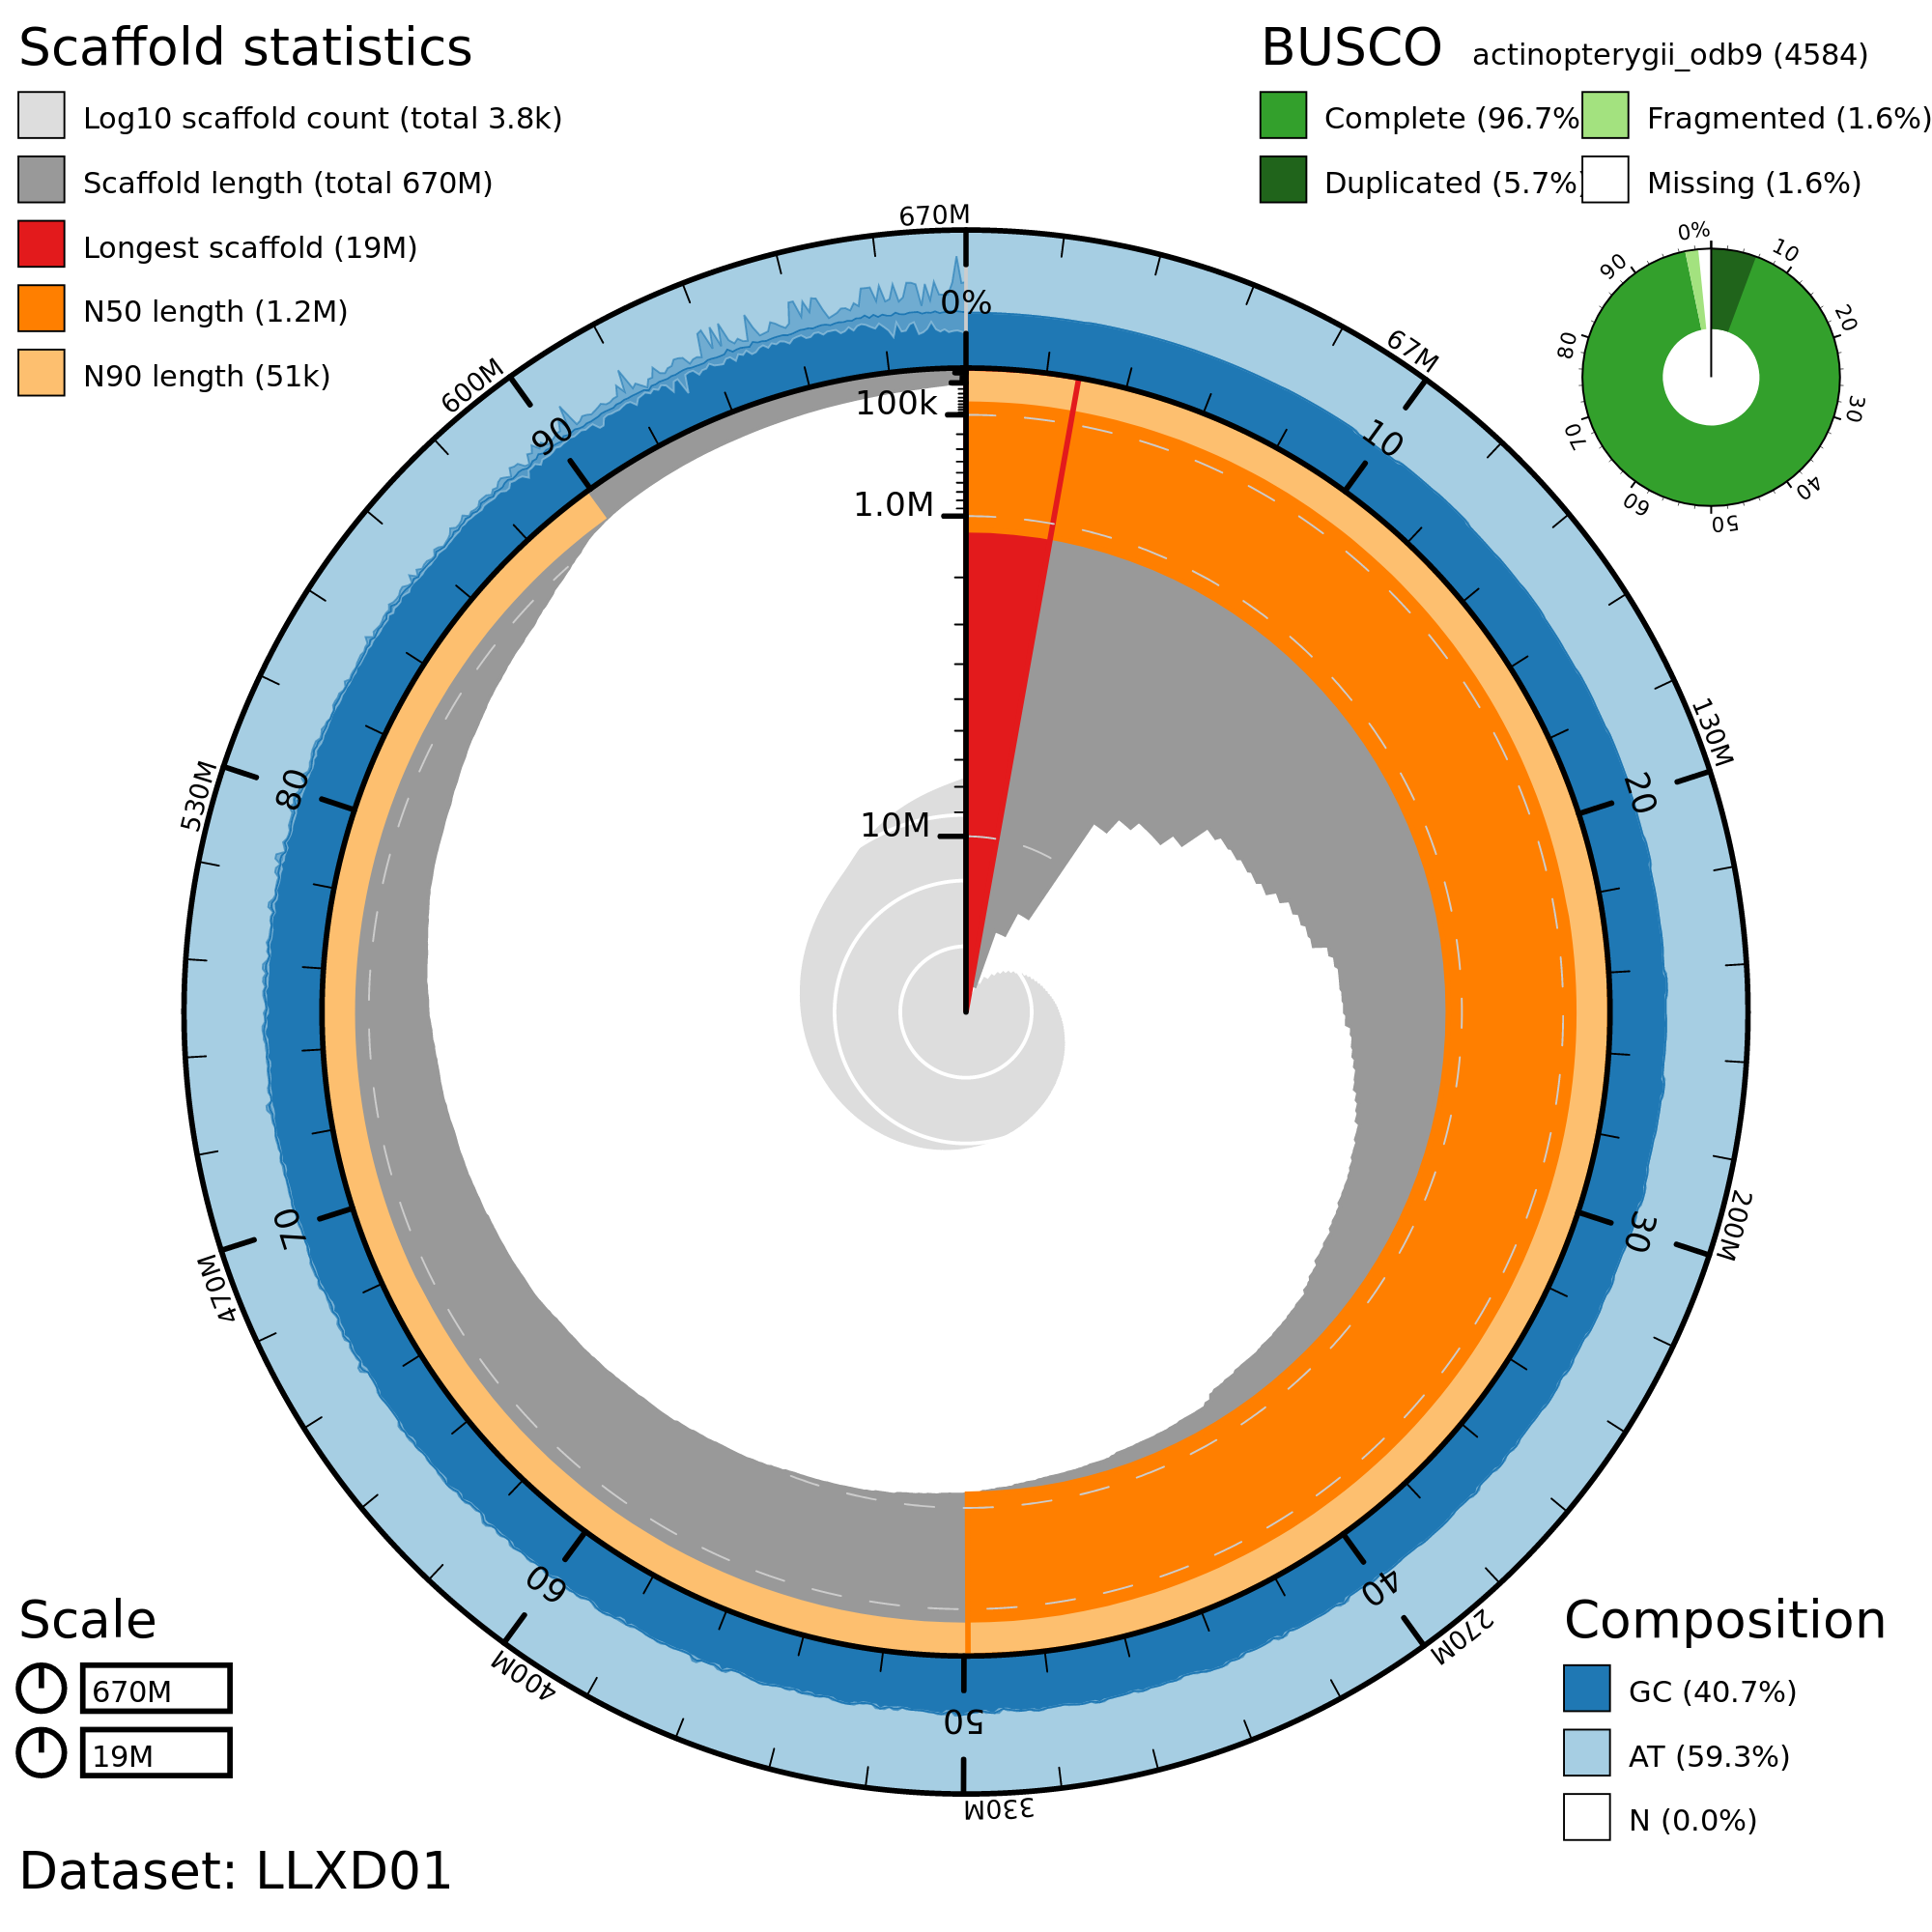 Scaffold statistics
Log10 scaffold count (total 3.8k)
Scaffold length (total 670M)
Longest scaffold (19M)
N50 length (1.2M)
N90 length (51k)
BUSCO actinopterygii_odb9 (4584)
Complete (96.7%
Fragmented (1.6%)
Duplicated (5.7%)
Missing (1.6%)
0%
10
20
30
40
50
60
70
80
90
670M
67M
130M
200M
270M
330M
400M
470M
530M
600M
0%
10
20
30
40
50
60
70
80
90
100k
1.0M
10M
Scale
670M
19M
Composition
GC (40.7%)
AT (59.3%)
N (0.0%)
Dataset: LLXD01